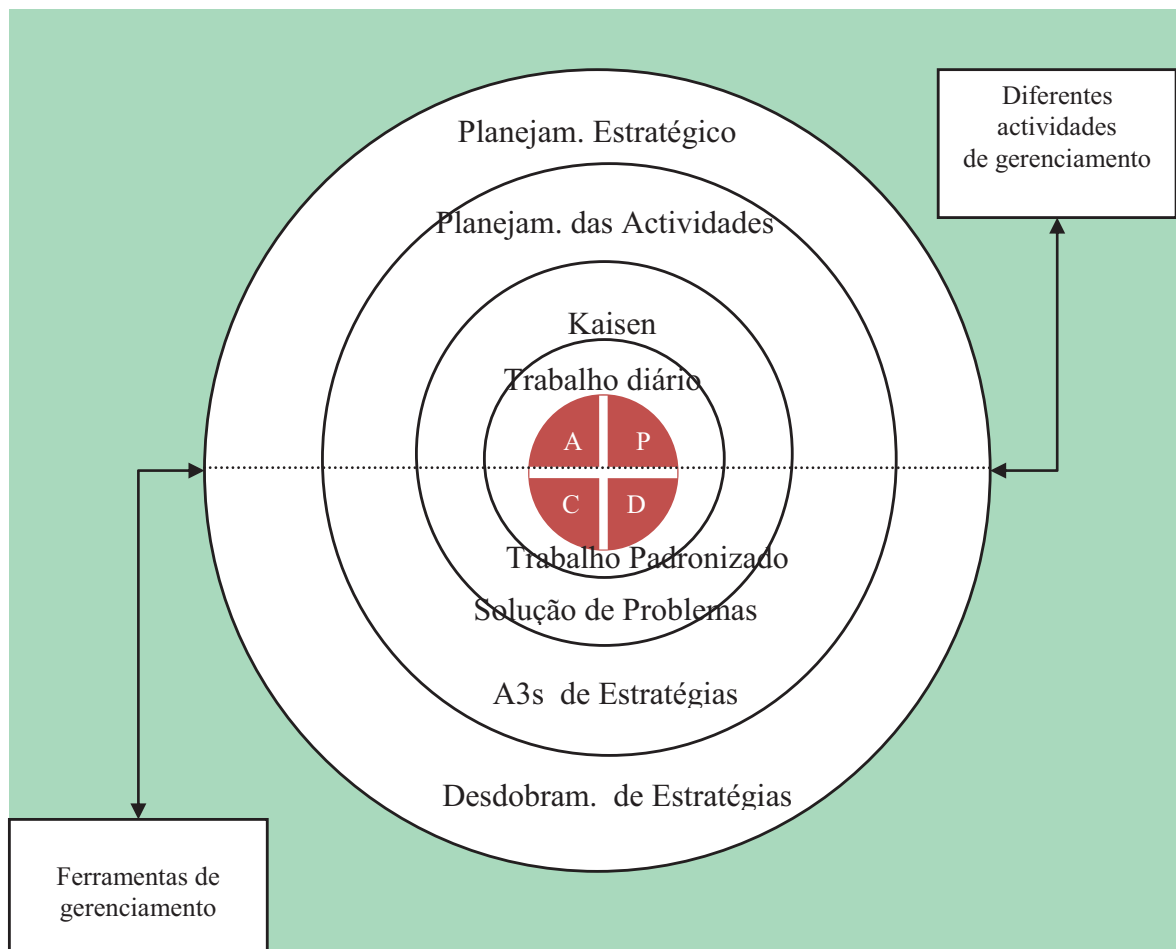 Diferentes
actividades
de gerenciamento
Planejam. Estratégico
Planejam. das Actividades
Kaisen
Trabalho diário
A P
C D
Trabalho Padronizado
Solução de Problemas
A3s de Estratégias
Desdobram. de Estratégias
Ferramentas de
gerenciamento